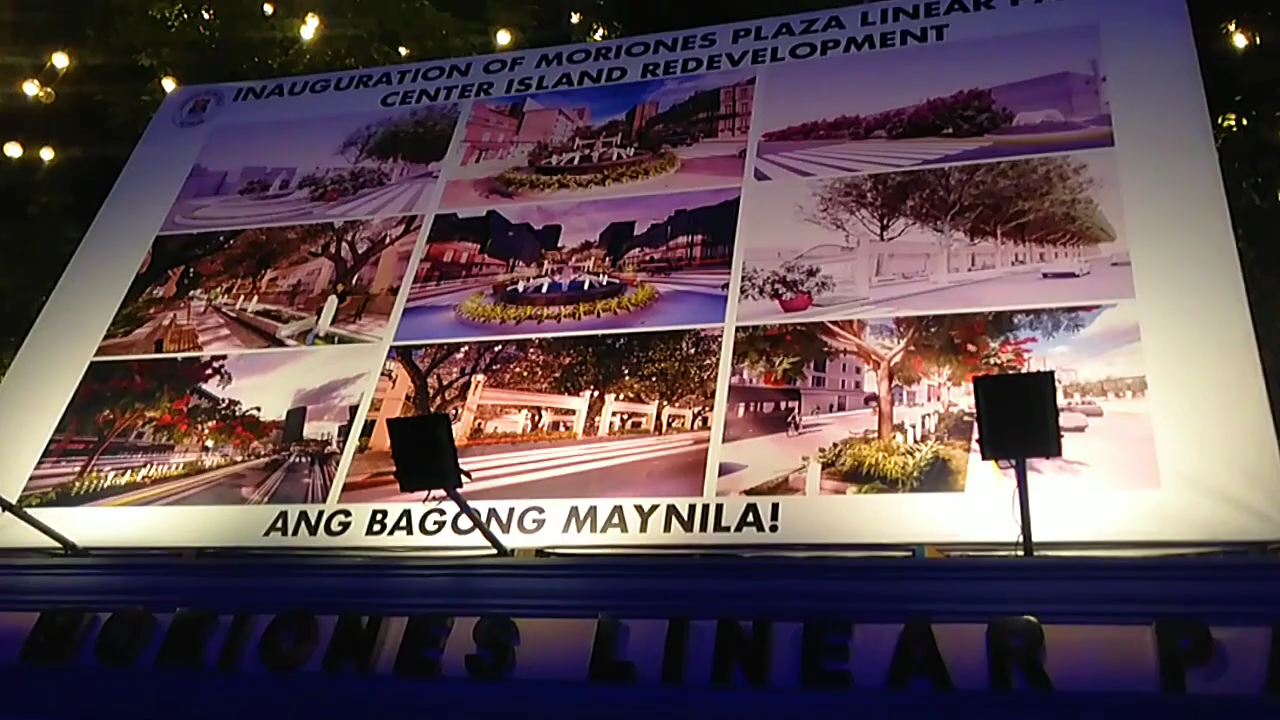 INAUGURATION OF MORIONES PLAZA LINEAR
CENTER ISLAND REDEVELOPMENT
ANG BAGONG MAYNILA!
MORIONES LINEAR P